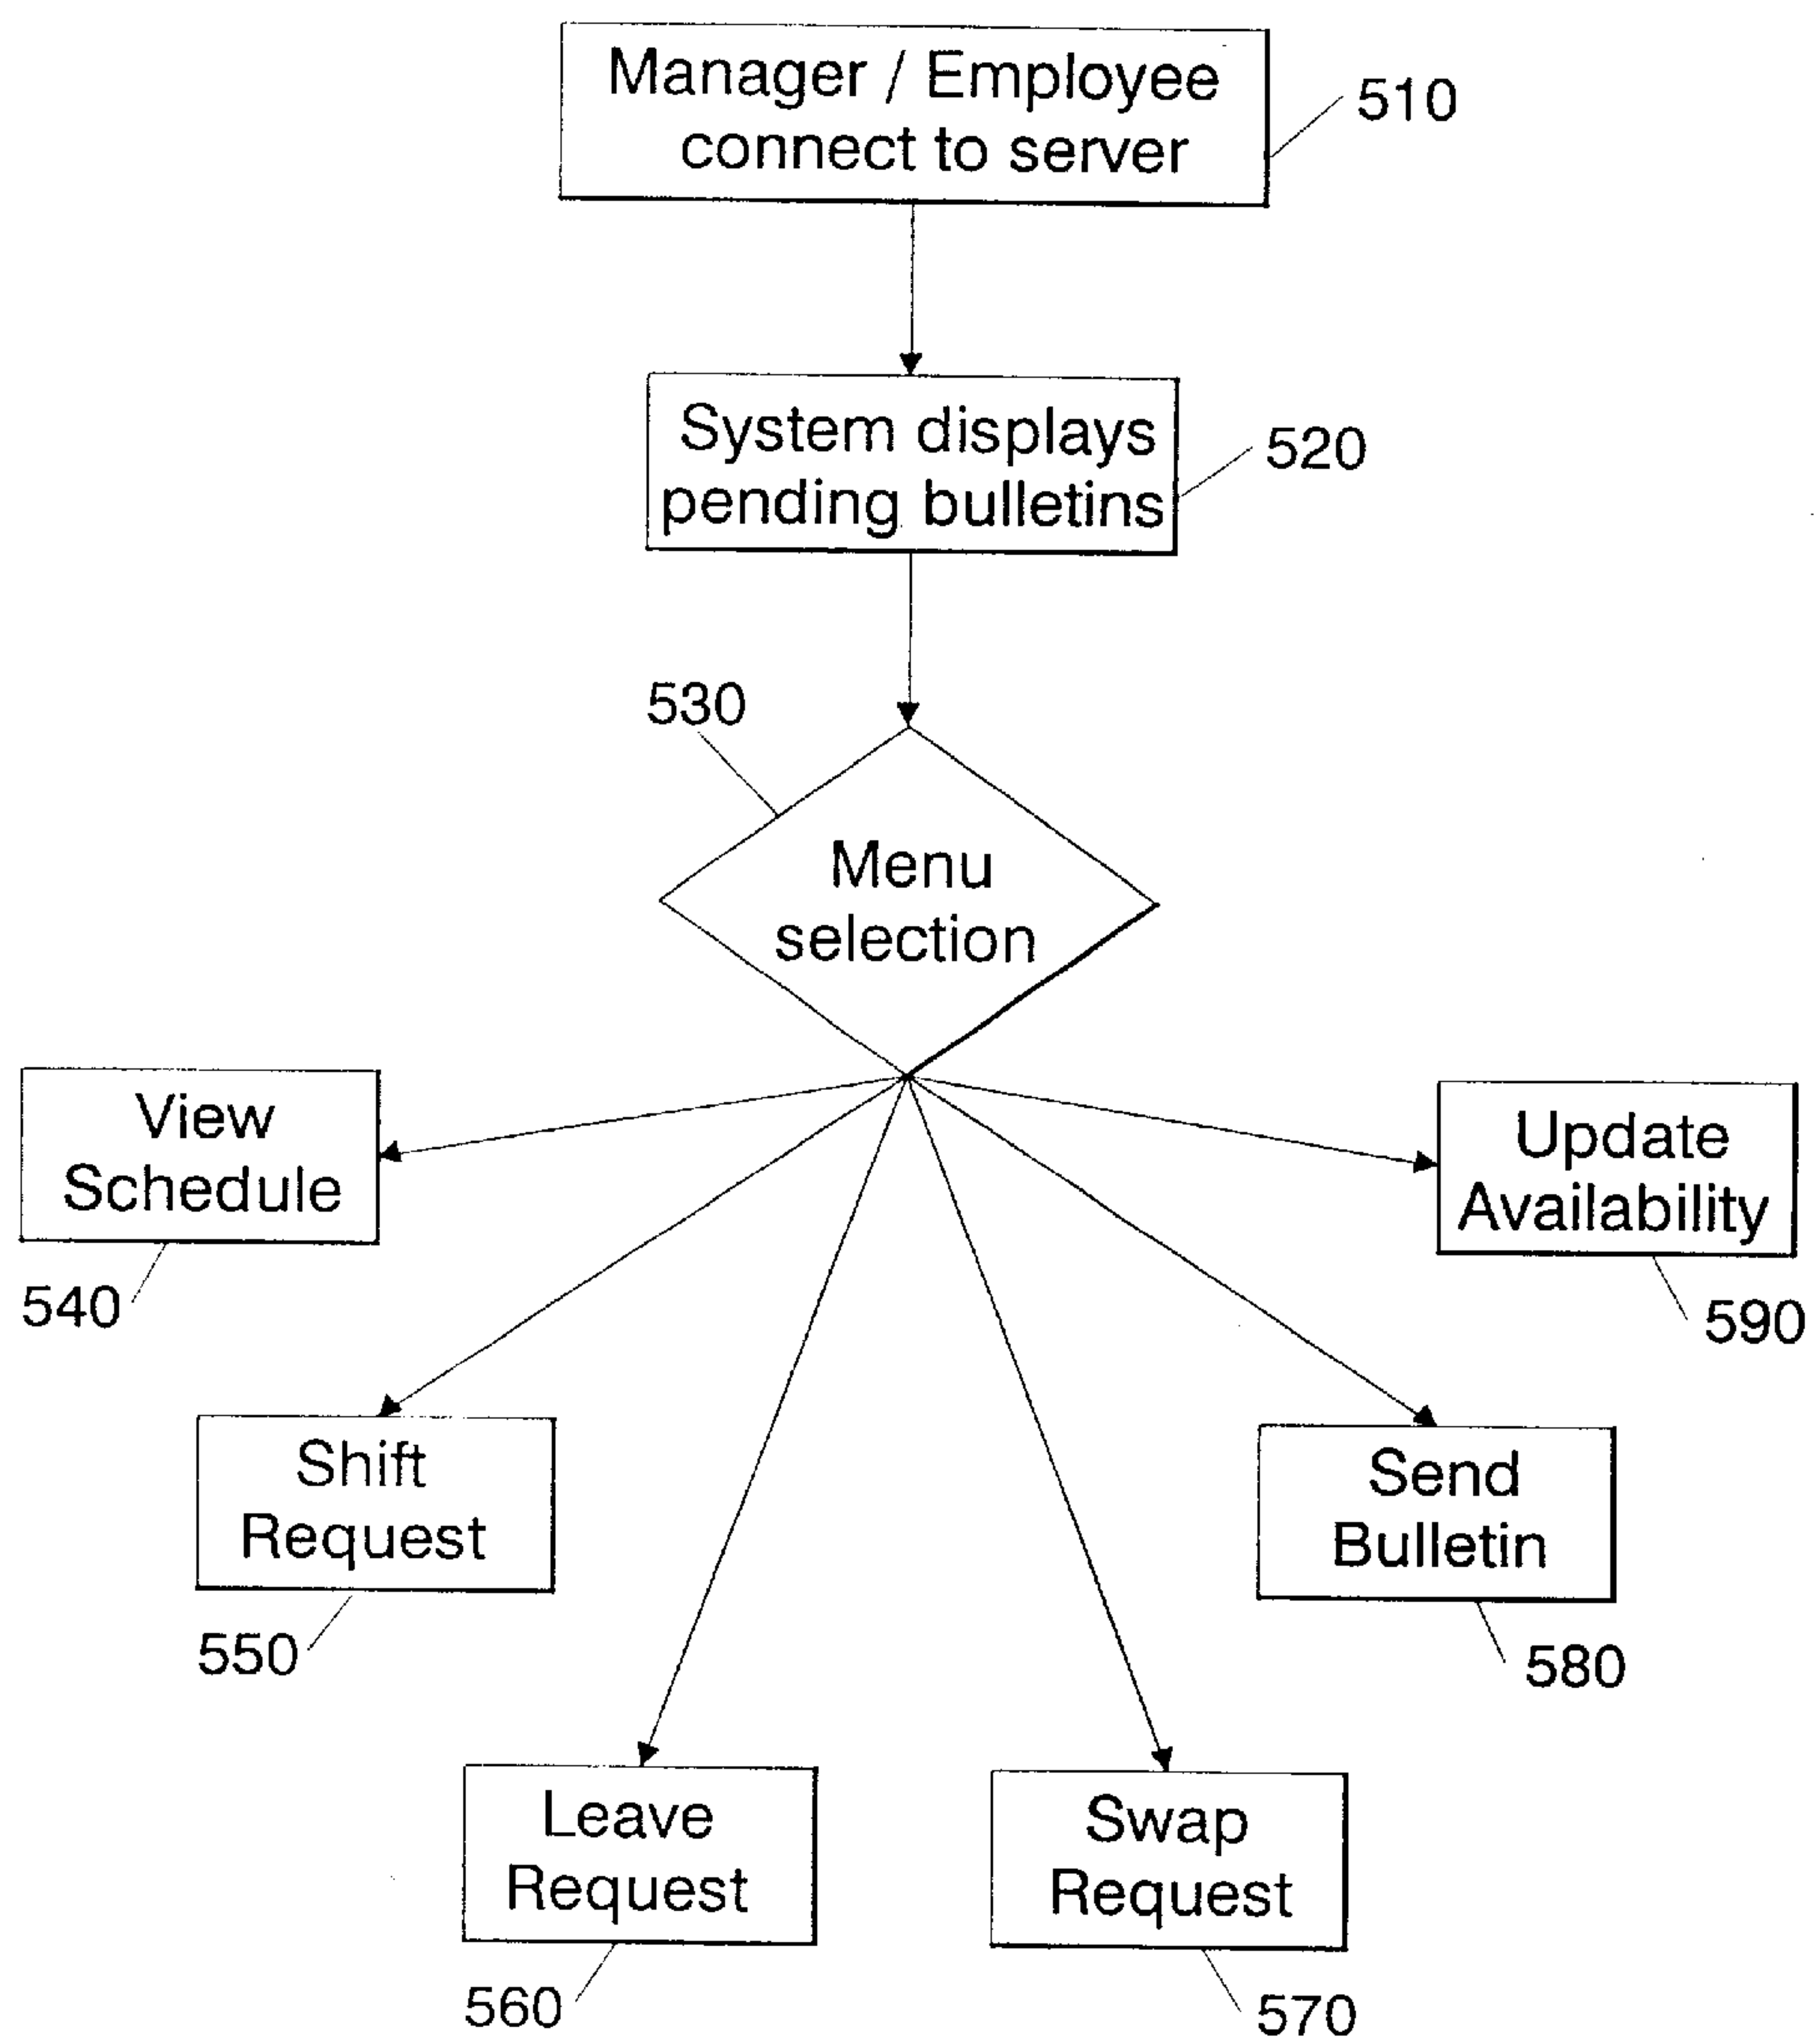 Manager / Employee
connect to server
510
System displays
pending bulletins
520
530
Menu
selection
View
Schedule
540
Update
Availability
590
Shift
Request
550
Send
Bulletin
580
Leave
Request
560
Swap
Request
570